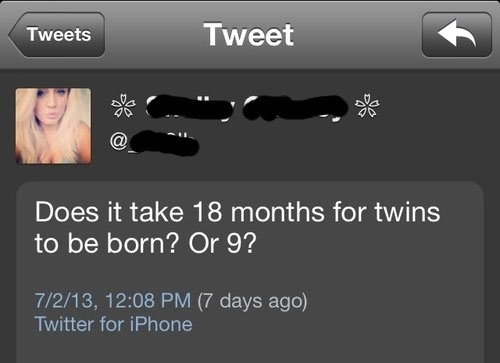 Tweets
Tweet
@
Does it take 18 months for twins
to be born? Or 9?
7/2/13, 12:08 PM (7 days ago)
Twitter for iPhone